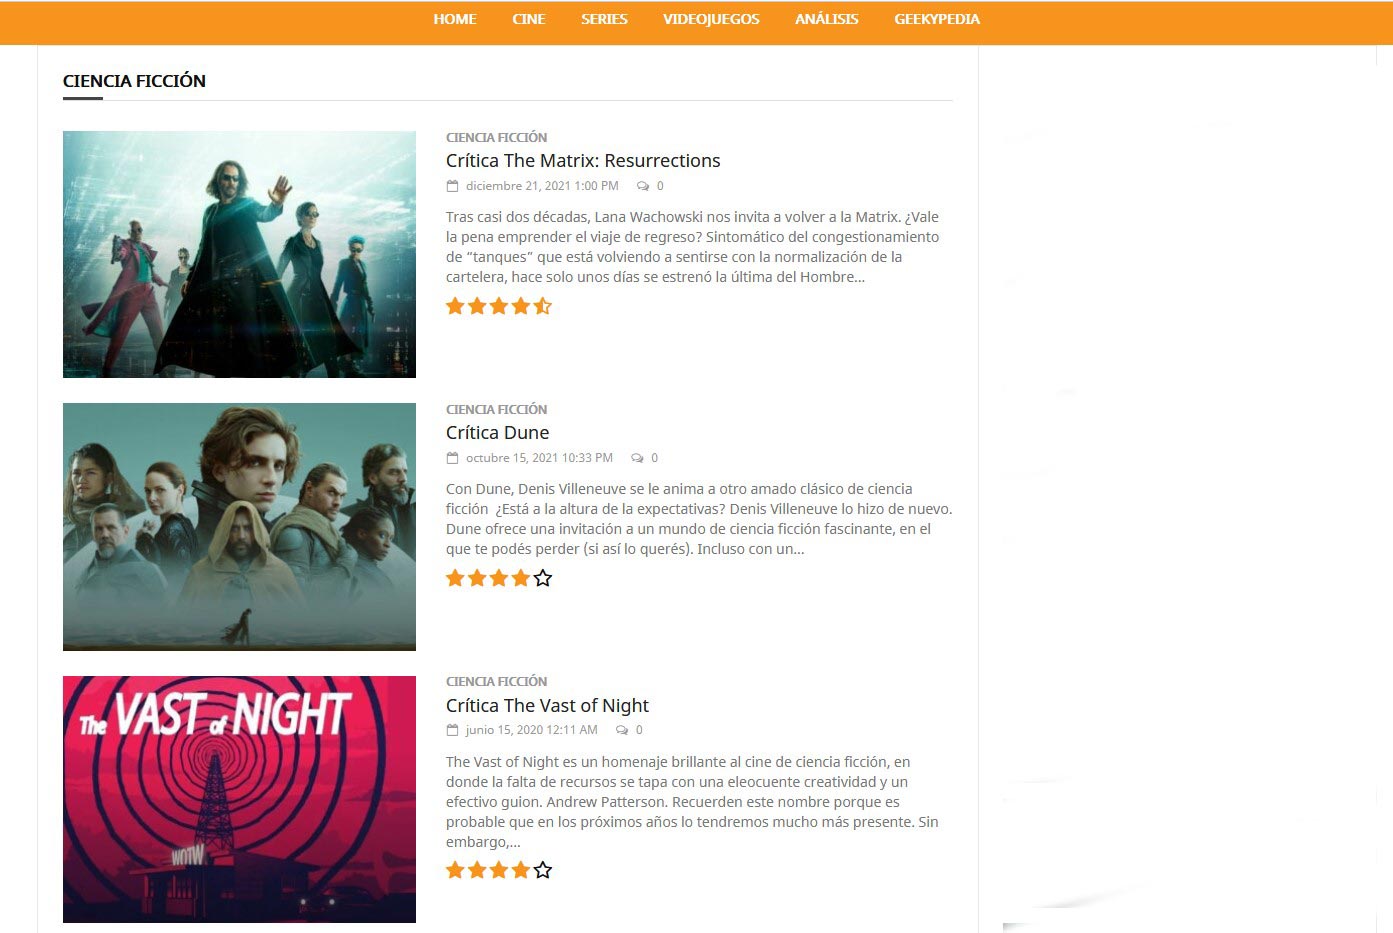 HOME CINE SERIES VIDEOJUEGOS ANÁLISIS GEEKYPEDIA
CIENCIA FICCIÓN
CIENCIA FICCIÓN
Crítica The Matrix: Resurrections
diciembre 21, 2021 1:00 PM 0
Tras casi dos décadas, Lana Wachowski nos invita a volver a la Matrix. ¿Vale
la pena emprender el viaje de regreso? Sintomático del congestionamiento
de “tanques” que está volviendo a sentirse con la normalización de la
cartelera, hace solo unos días se estrenó la última del Hombre...
CIENCIA FICCIÓN
Crítica Dune
octubre 15, 2021 10:33 PM 0
Con Dune, Denis Villeneuve se le anima a otro amado clásico de ciencia
ficción ¿Está a la altura de la expectativas? Denis Villeneuve lo hizo de nuevo.
Dune ofrece una invitación a un mundo de ciencia ficción fascinante, en el
que te podés perder (si así lo querés). Incluso con un...
The VAST of NIGHT
WOTW
CIENCIA FICCIÓN
Crítica The Vast of Night
junio 15, 2020 12:11 AM 0
The Vast of Night es un homenaje brillante al cine de ciencia ficción, en
donde la falta de recursos se tapa con una eleocuente creatividad y un
efectivo guion. Andrew Patterson. Recuerden este nombre porque es
probable que en los próximos años lo tendremos mucho más presente. Sin
embargo,...